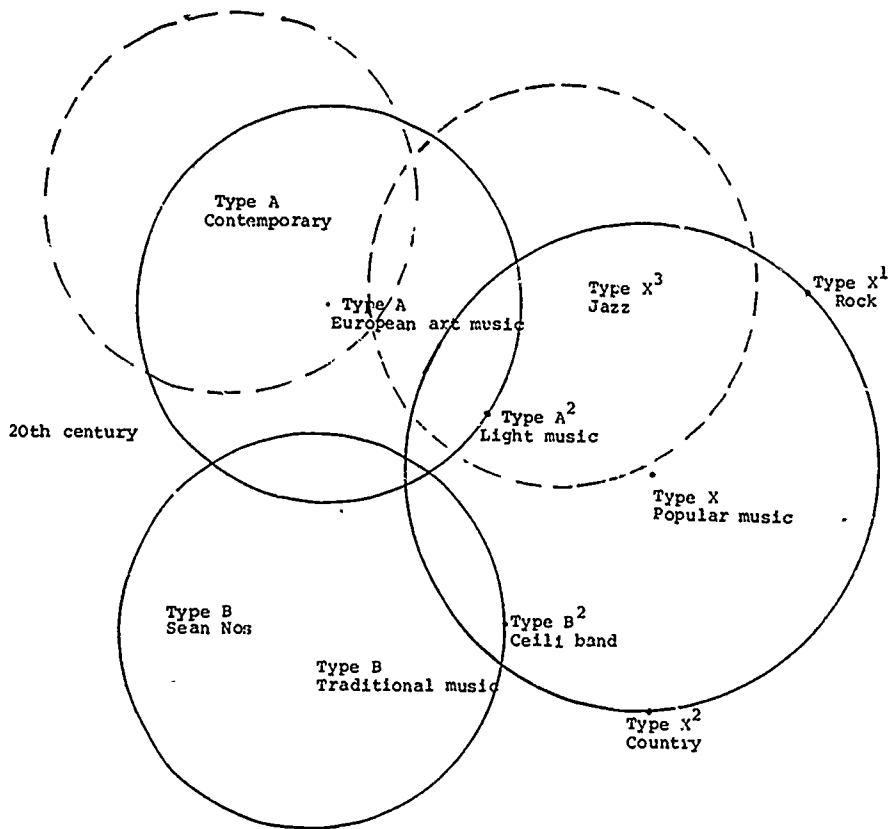 Type A
Contemporary
Type A
European art music
Type X³
Jazz
Type X¹
Rock
20th century
Type A²
Light music
Type X
Popular music
Type B
Sean Nos
Type B²
Ceili band
Type B
Traditional music
Type X²
Country